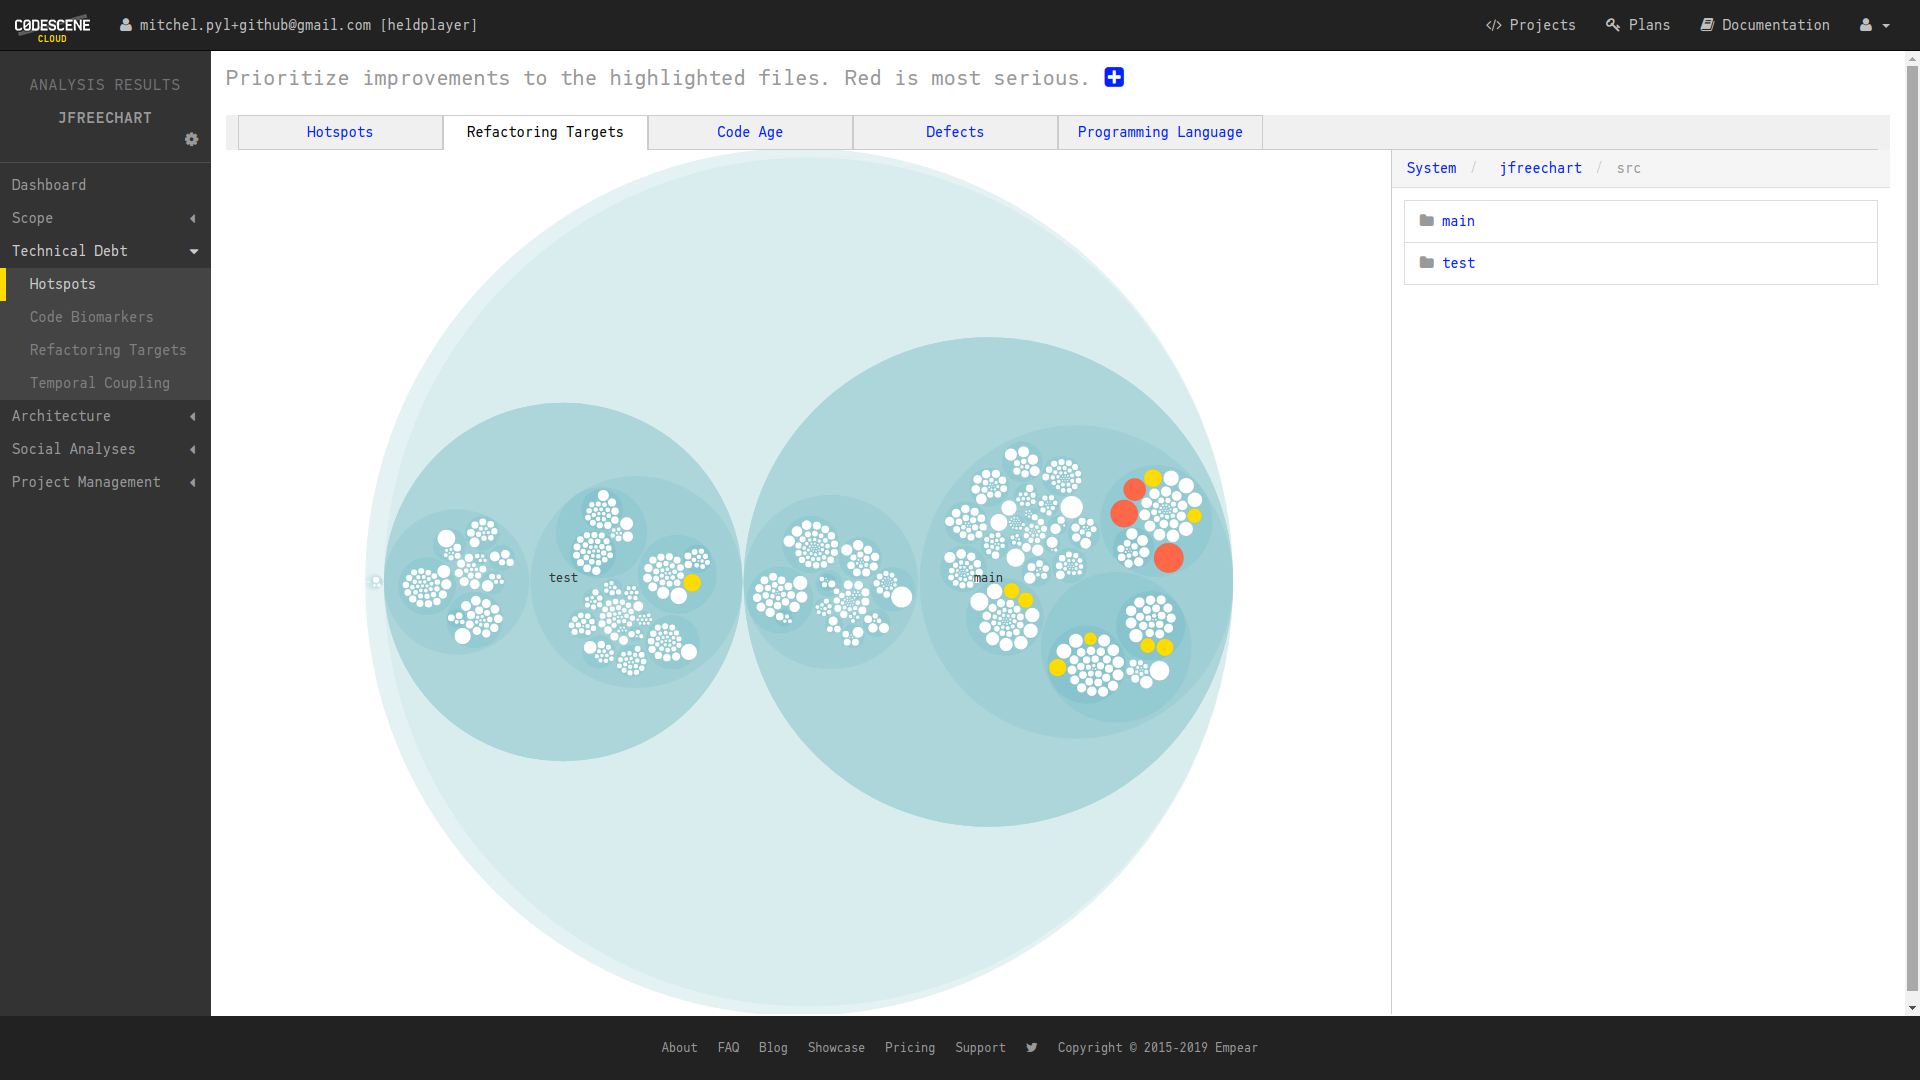 CØDESCENE
CLOUD
mitchel.pyl+github@gmail.com [heldplayer]
</> Projects
Plans
Documentation
ANALYSIS RESULTS
JFREECHART
Dashboard
Scope
Technical Debt
Hotspots
Code Biomarkers
Refactoring Targets
Temporal Coupling
Architecture
Social Analyses
Project Management
Prioritize improvements to the highlighted files. Red is most serious.
Hotspots
Refactoring Targets
Code Age
Defects
Programming Language
test
main
System / jfreechart / src
main
test
About FAQ Blog Showcase Pricing Support Copyright © 2015-2019 Empear